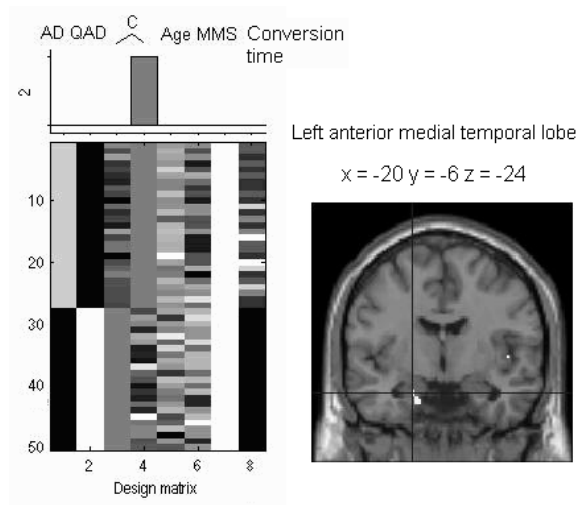 C
AD QAD Age MMS Conversion
time
2
10
20
30
40
50
2 4 6 8
Design matrix
Left anterior medial temporal lobe
x = -20 y = -6 z = -24